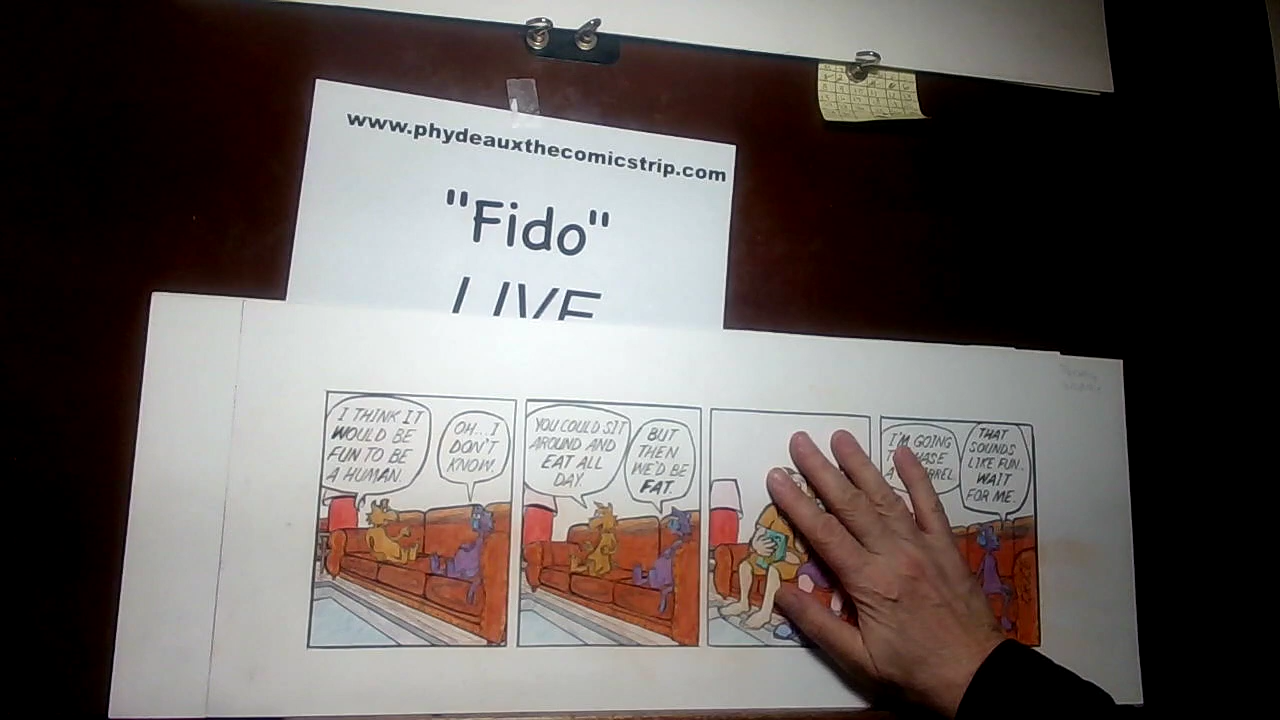 www.phydeauxthecomicstrip.com
"Fido"
LIVE
I THINK IT
WOULD BE
FUN TO BE
A HUMAN.
OH...I
DON'T
KNOW.
YOU COULD SIT
AROUND AND
EAT ALL
DAY.
BUT
THEN
WE'D BE
FAT.
I'M GOING
A
THAT
SOUNDS
LIKE FUN.
WAIT
FOR ME.